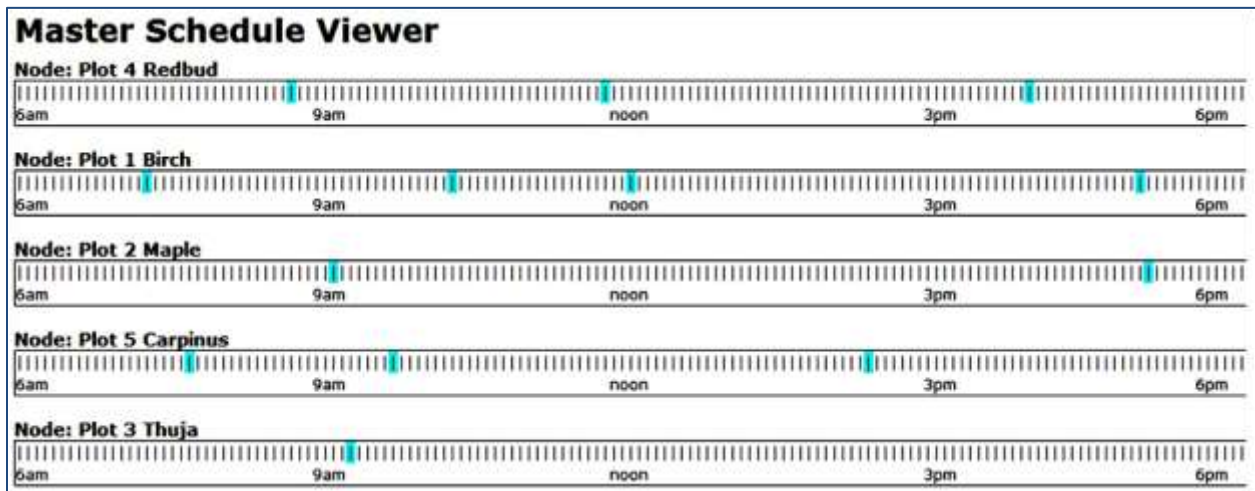 Master Schedule Viewer
Node: Plot 4 Redbud
6am 9am noon 3pm 6pm
Node: Plot 1 Birch
6am 9am noon 3pm 6pm
Node: Plot 2 Maple
6am 9am noon 3pm 6pm
Node: Plot 5 Carpinus
6am 9am noon 3pm 6pm
Node: Plot 3 Thuja
6am 9am noon 3pm 6pm